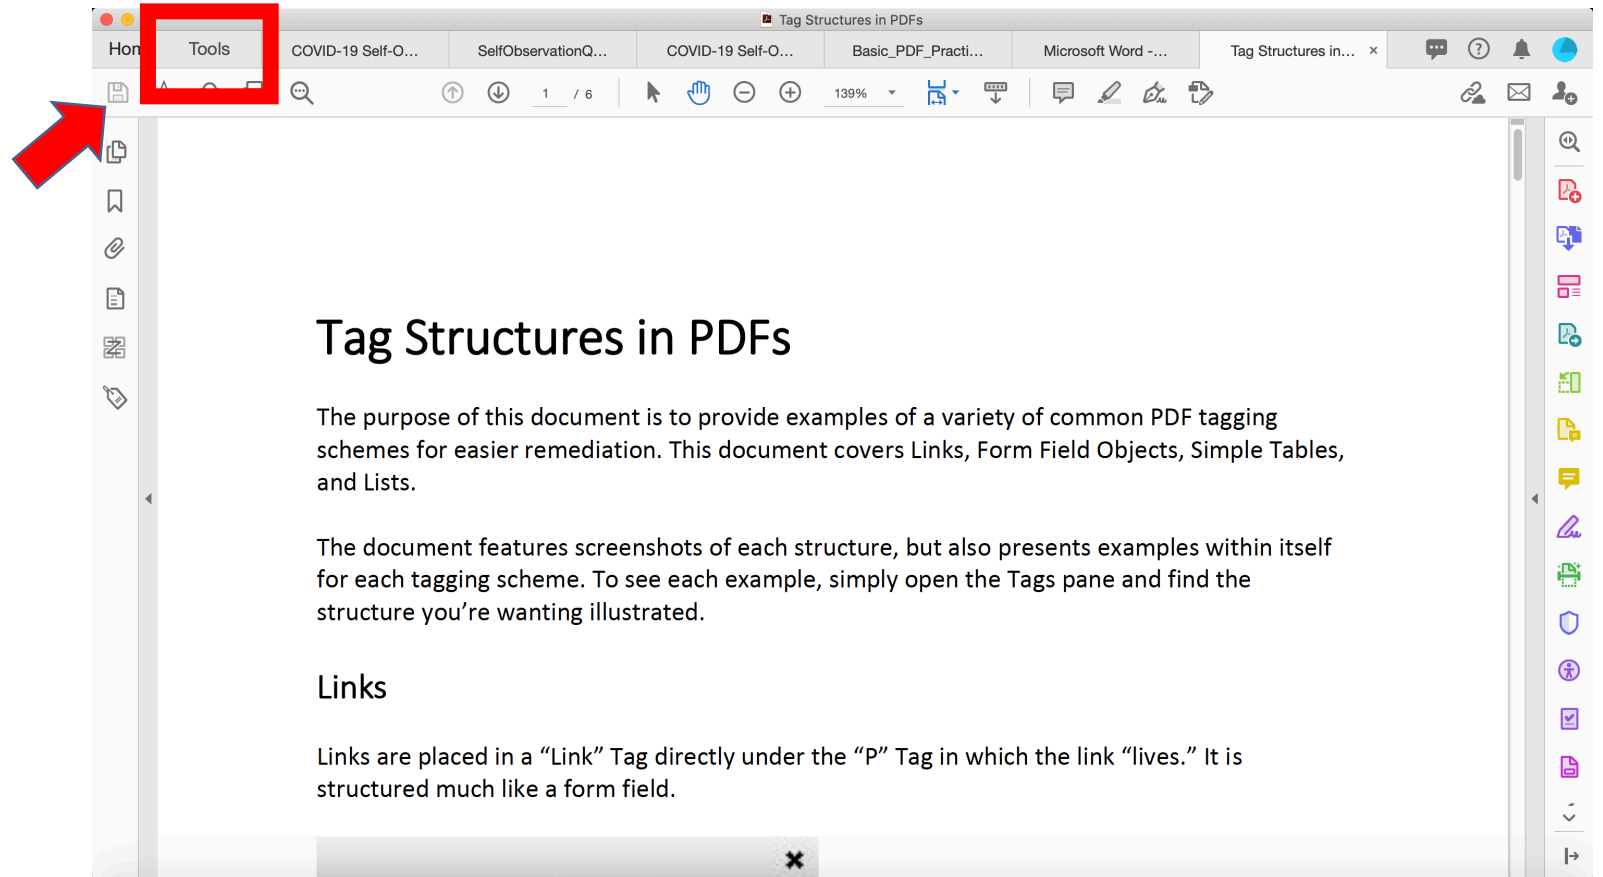 Tag Structures in PDFs
Hon
Tools
COVID-19 Self-O...
SelfObservationQ...
COVID-19 Self-O...
Basic_PDF_Practi...
Microsoft Word -...
Tag Structures in... ×
1 / 6
139%
Tag Structures in PDFs
The purpose of this document is to provide examples of a variety of common PDF tagging
schemes for easier remediation. This document covers Links, Form Field Objects, Simple Tables,
and Lists.
The document features screenshots of each structure, but also presents examples within itself
for each tagging scheme. To see each example, simply open the Tags pane and find the
structure you’re wanting illustrated.
Links
Links are placed in a “Link” Tag directly under the “P” Tag in which the link “lives.” It is
structured much like a form field.